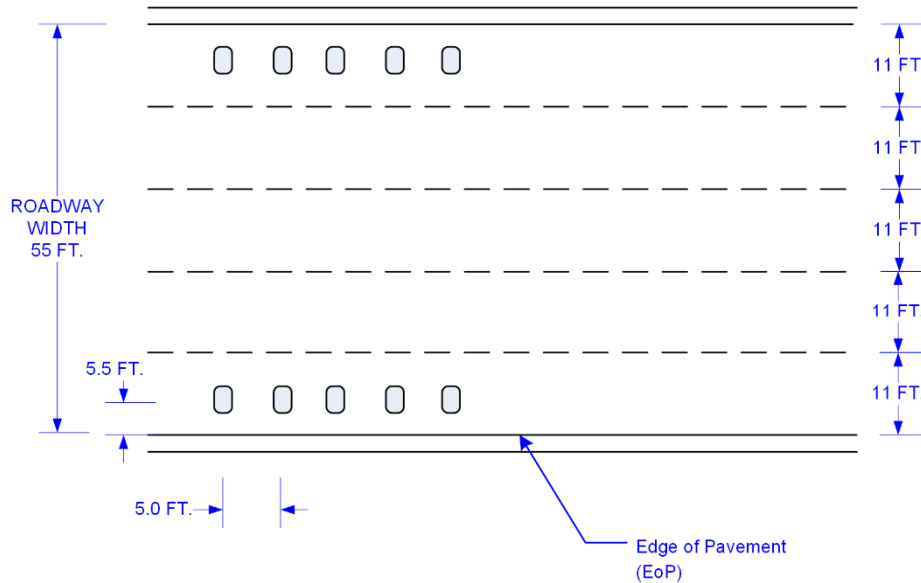 11 FT.
11 FT.
ROADWAY
WIDTH
55 FT.
11 FT.
11 FT.
5.5 FT.
11 FT.
5.0 FT.
Edge of Pavement
(EoP)